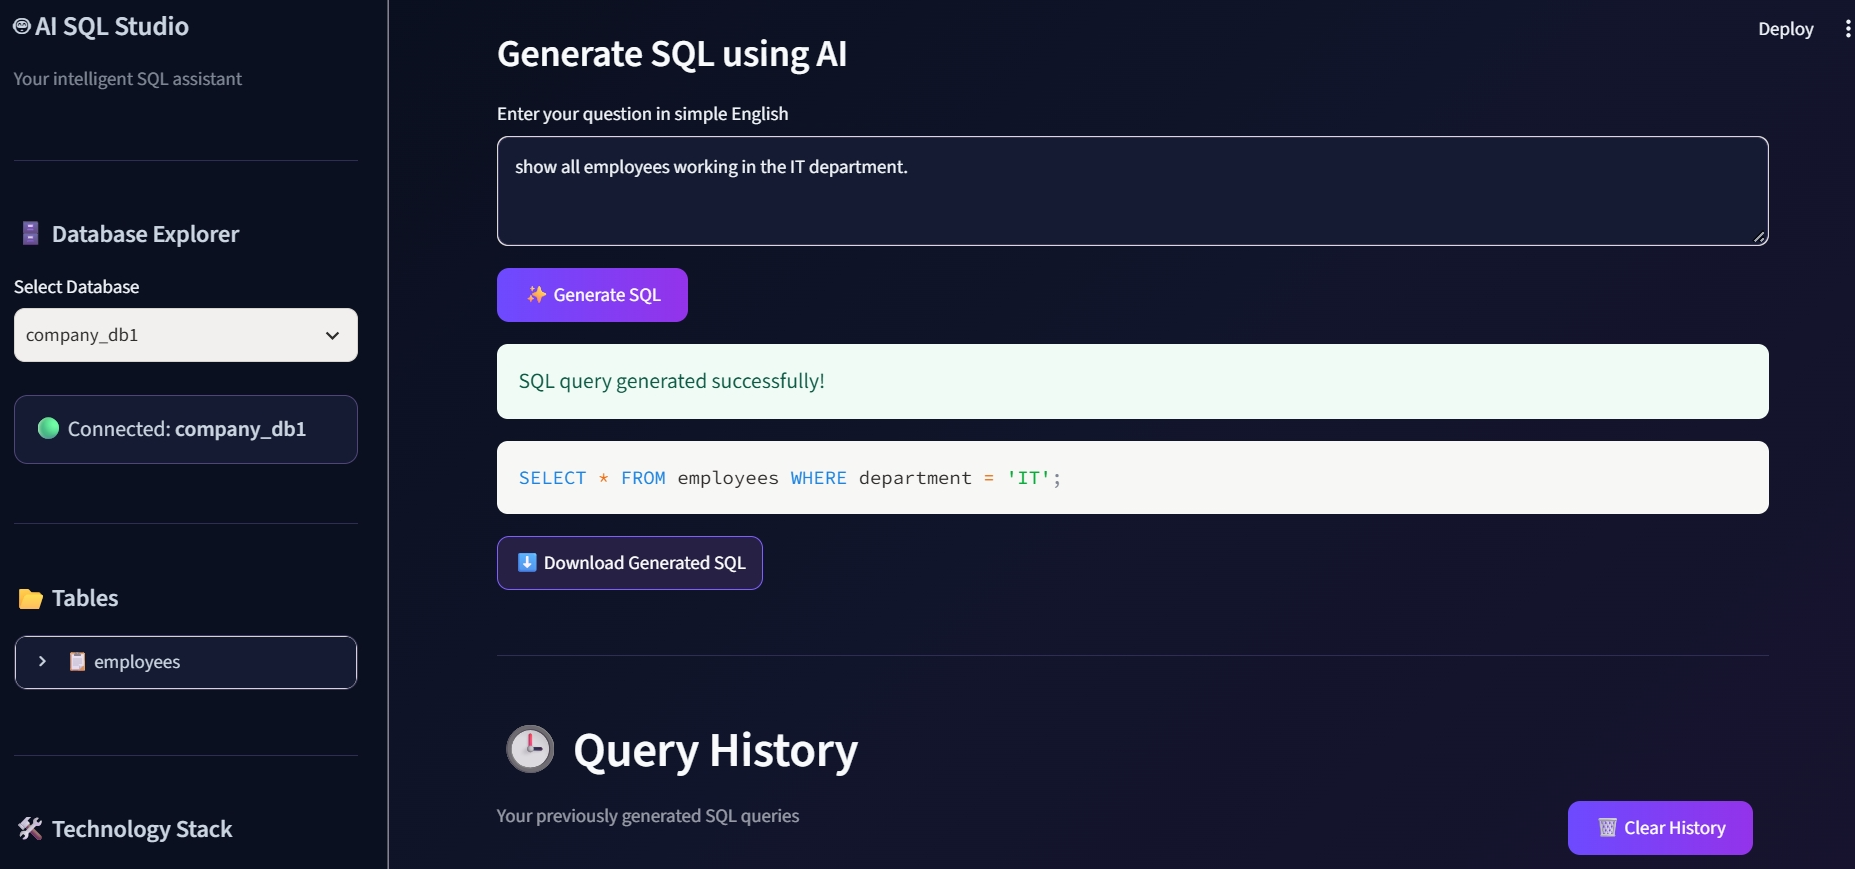 AI SQL Studio
Your intelligent SQL assistant
Database Explorer
Select Database
company_db1
Connected: company_db1
Tables
employees
Technology Stack
Deploy
Generate SQL using AI
Enter your question in simple English
show all employees working in the IT department.
✨ Generate SQL
SQL query generated successfully!
SELECT * FROM employees WHERE department = 'IT';
⬇️ Download Generated SQL
Query History
Your previously generated SQL queries
Clear History